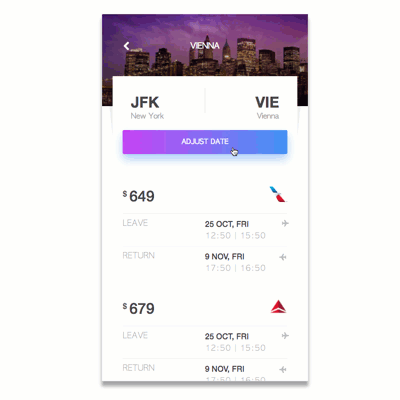 VIENNA
JFK VIE
New York Vienna
ADJUST DATE
$ 649
LEAVE 25 OCT, FRI
12:50 | 15:50
RETURN 9 NOV, FRI
17:50 | 16:50
$ 679
LEAVE 25 OCT, FRI
12:50 | 15:50
RETURN 9 NOV, FRI
17:50 | 16:50